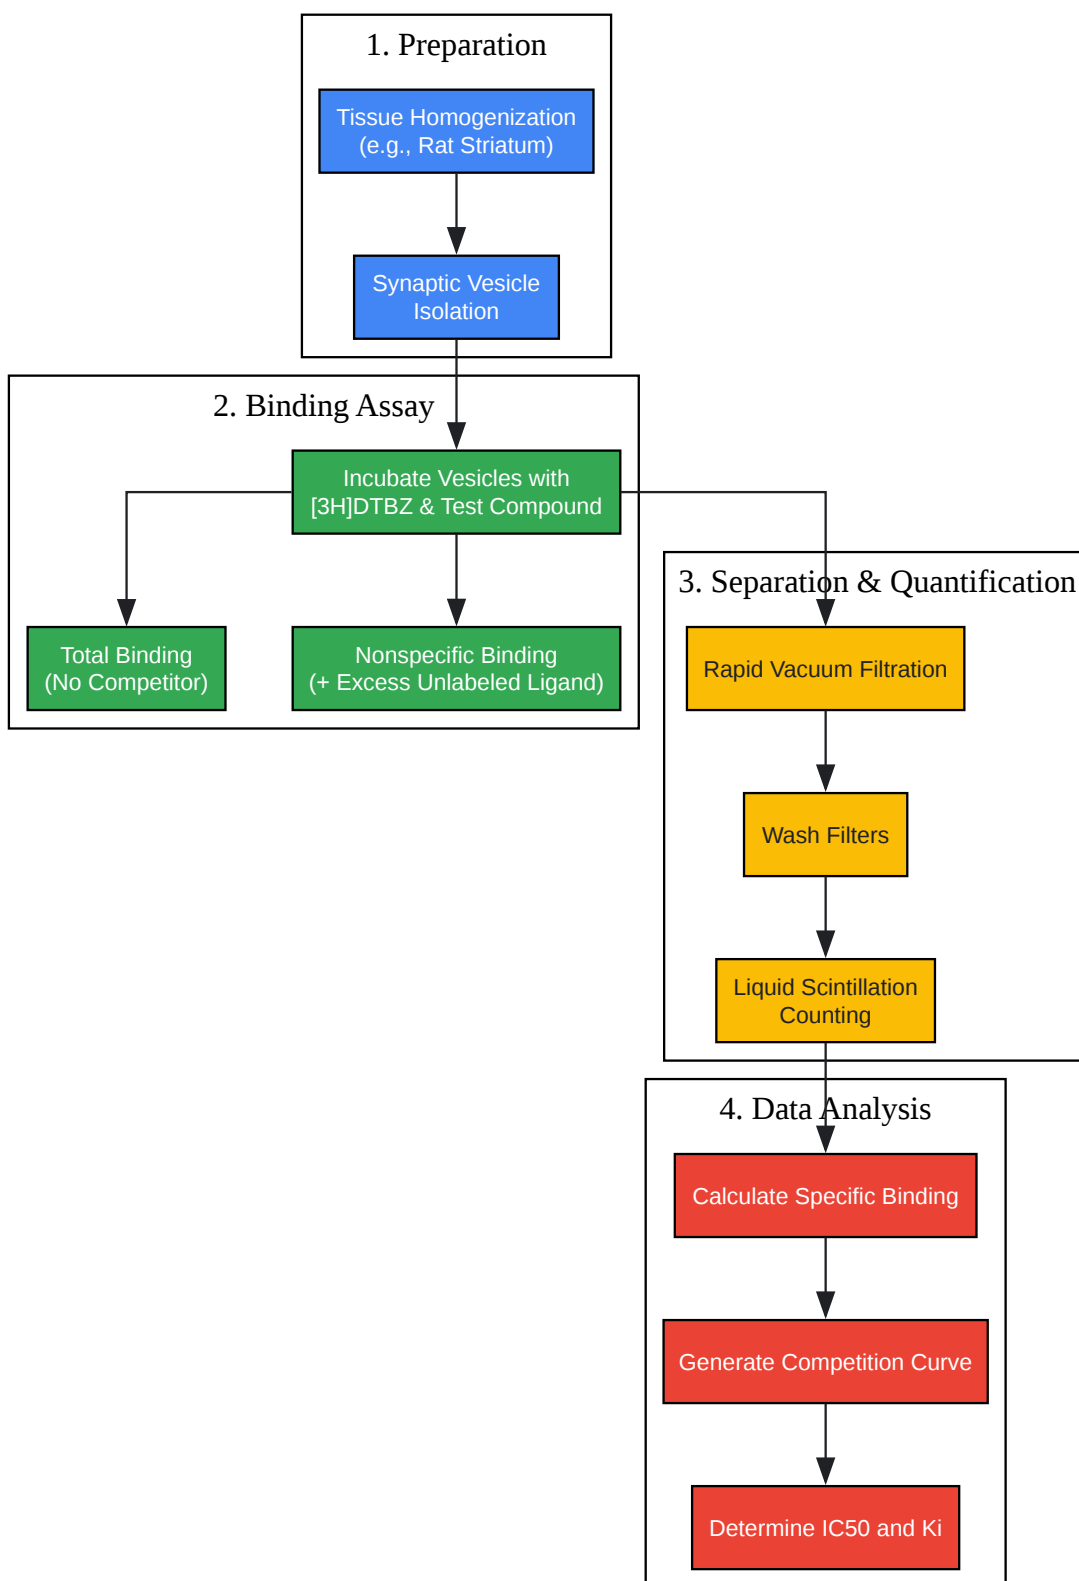 1. Preparation
Tissue Homogenization
(e.g., Rat Striatum)
Synaptic Vesicle
Isolation
2. Binding Assay
Incubate Vesicles with
[3H]DTBZ & Test Compound
Total Binding
(No Competitor)
Nonspecific Binding
(+ Excess Unlabeled Ligand)
3. Separation & Quantification
Rapid Vacuum Filtration
Wash Filters
Liquid Scintillation
Counting
4. Data Analysis
Calculate Specific Binding
Generate Competition Curve
Determine IC50 and Ki